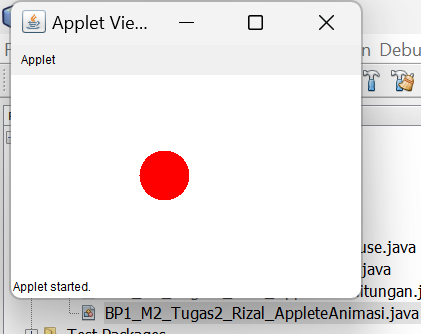 Applet Vie...
Applet
n Debu
use.java
.java
itungan.java
Applet started.
BP1_M2_Tugas2_Rizal_AppleteAnimasi.java
Test Packages